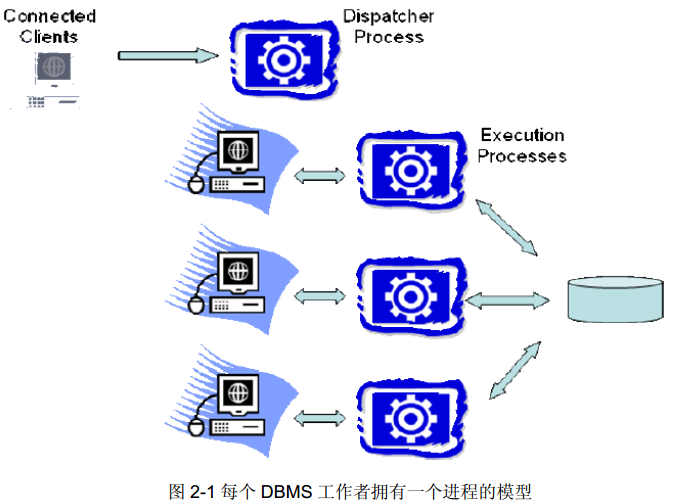 Connected
Clients
Dispatcher
Process
Execution
Processes
图 2-1 每个 DBMS 工作者拥有一个进程的模型